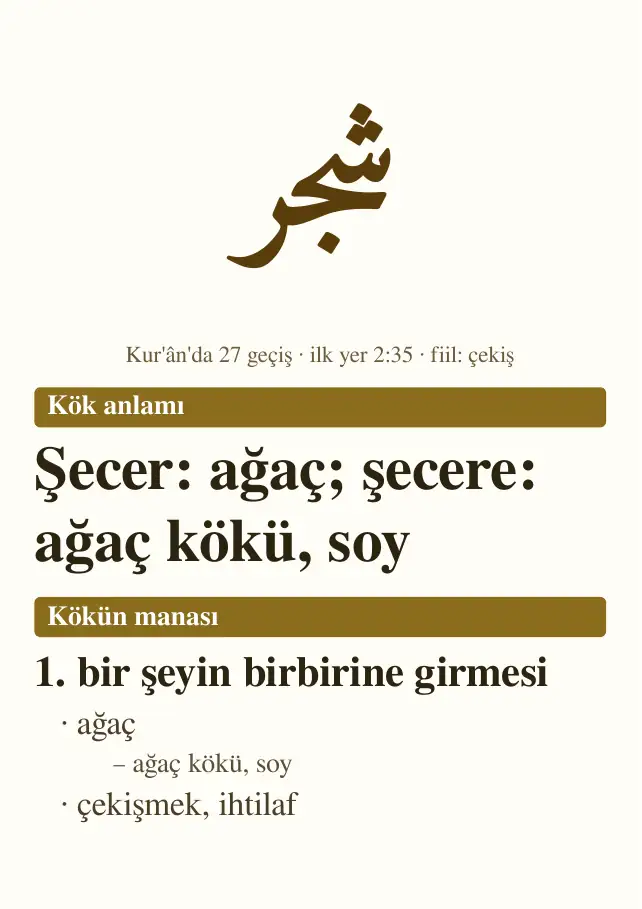 شجر
Kur'ân'da 27 geçiş · ilk yer 2:35 · fiil: çekiş
Kök anlamı
Şecer: ağaç; şecere:
ağaç kökü, soy
Kökün manası
1. bir şeyin birbirine girmesi
· ağaç
– ağaç kökü, soy
· çekişmek, ihtilaf